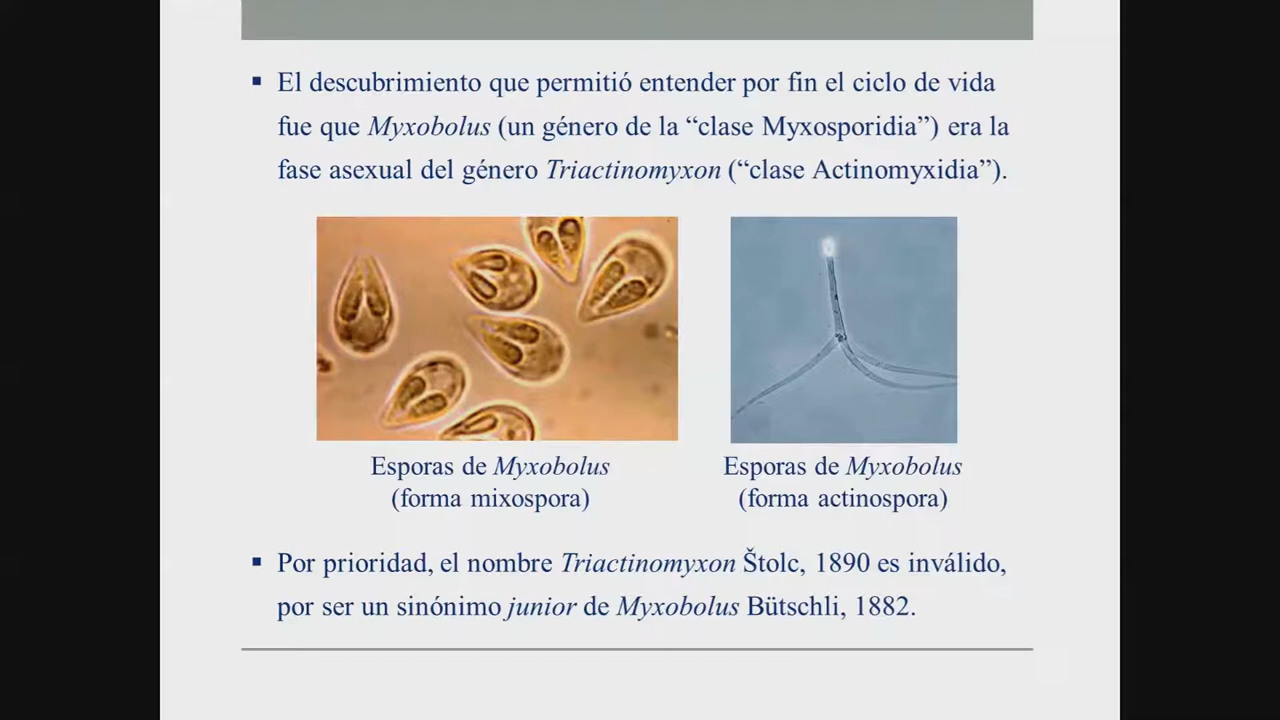 ▪ El descubrimiento que permitió entender por fin el ciclo de vida
fue que Myxobolus (un género de la “clase Myxosporidia”) era la
fase asexual del género Triactinomyxon (“clase Actinomyxidia”).
Esporas de Myxobolus
(forma mixospora)
Esporas de Myxobolus
(forma actinospora)
▪ Por prioridad, el nombre Triactinomyxon Štolc, 1890 es inválido,
por ser un sinónimo junior de Myxobolus Bütschli, 1882.